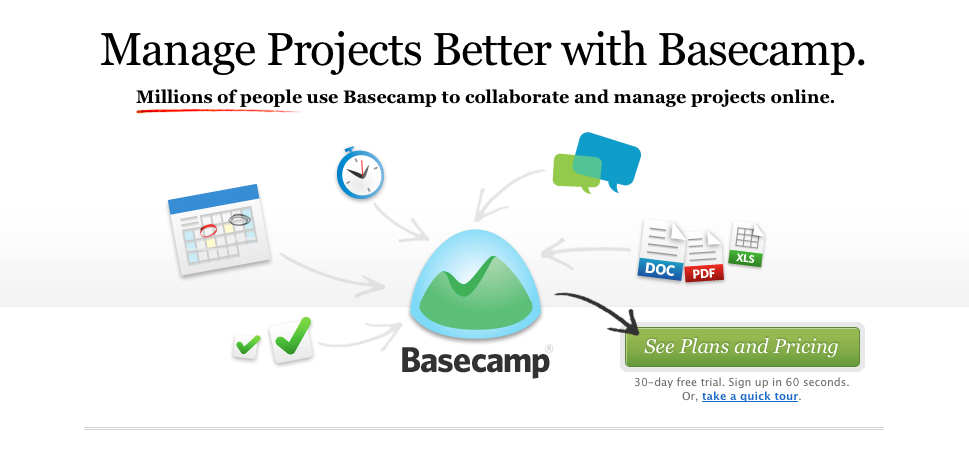 Manage Projects Better with Basecamp.
Millions of people use Basecamp to collaborate and manage projects online.
DOC
PDF
XLS
Basecamp®
See Plans and Pricing
30-day free trial. Sign up in 60 seconds.
Or, take a quick tour.